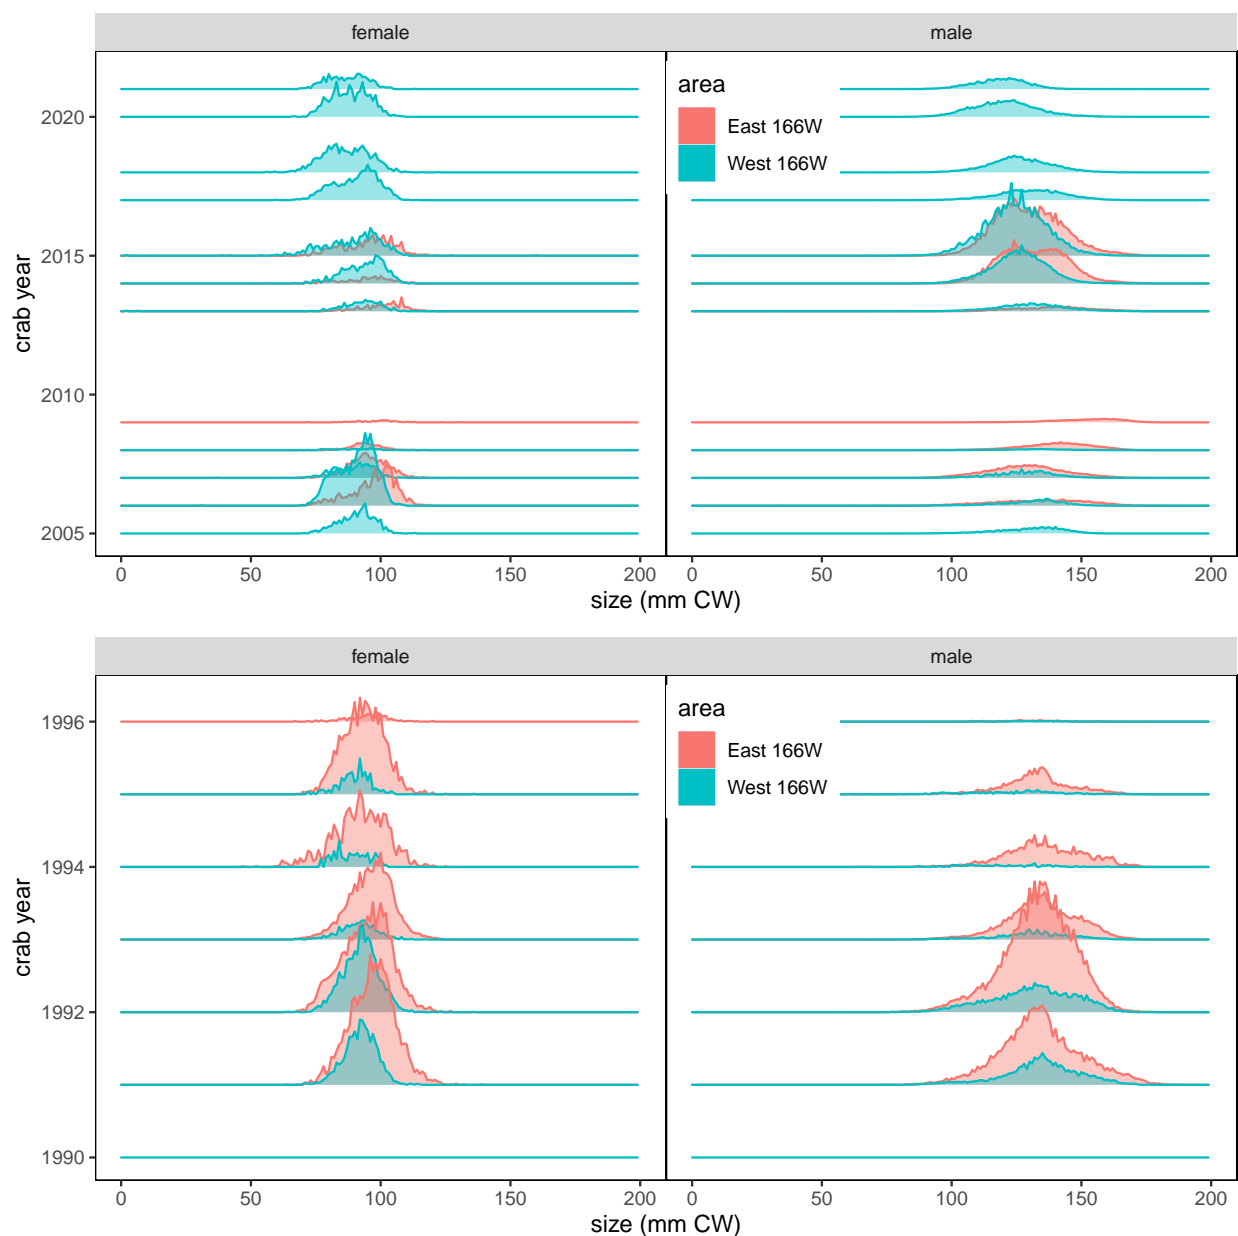 female male
area
East 166W
West 166W
2020
2015
2010
2005
crab year
0 50 100 150 200 0 50 100 150 200
size (mm CW)
female male
area
East 166W
West 166W
1996
1994
1992
1990
crab year
0 50 100 150 200 0 50 100 150 200
size (mm CW)